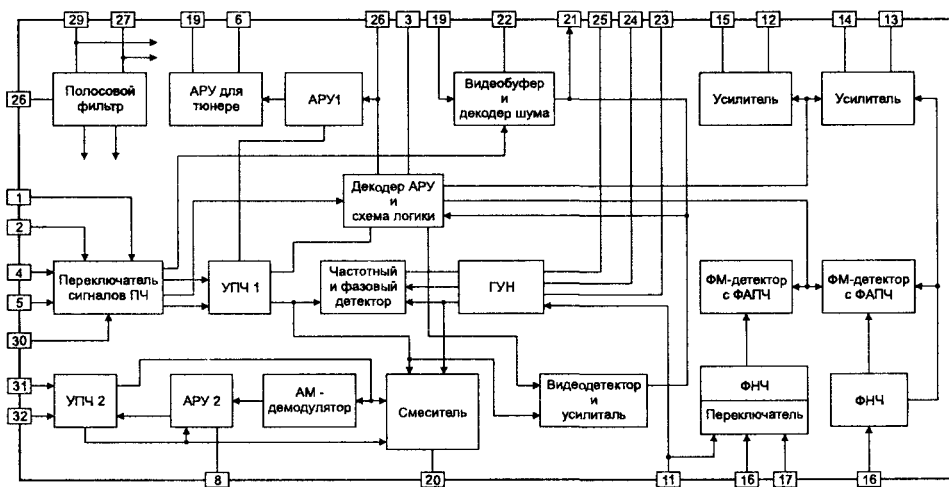 29 27 19 6 26 3 19 22 21 25 24 23 15 12 14 13
26
Полосовой
фильтр
АРУ для
тюнере
АРУ1
Видеобуфер
и
декодер шума
Усилитель
Усилитель
Декодер АРУ
и
схема логики
1
2
4
5
30
Переключатель
сигналов ПЧ
УПЧ 1
Частотный
и фазовый
детектор
ГУН
ФМ-детектор
с ФАПЧ
ФМ-детектор
с ФАПЧ
31
32
УПЧ 2
АРУ 2
АМ -
демодулятор
Смеситель
Видеодетектор
и
усилиталь
ФНЧ
Переключатель
ФНЧ
8 20 11 16 17 16